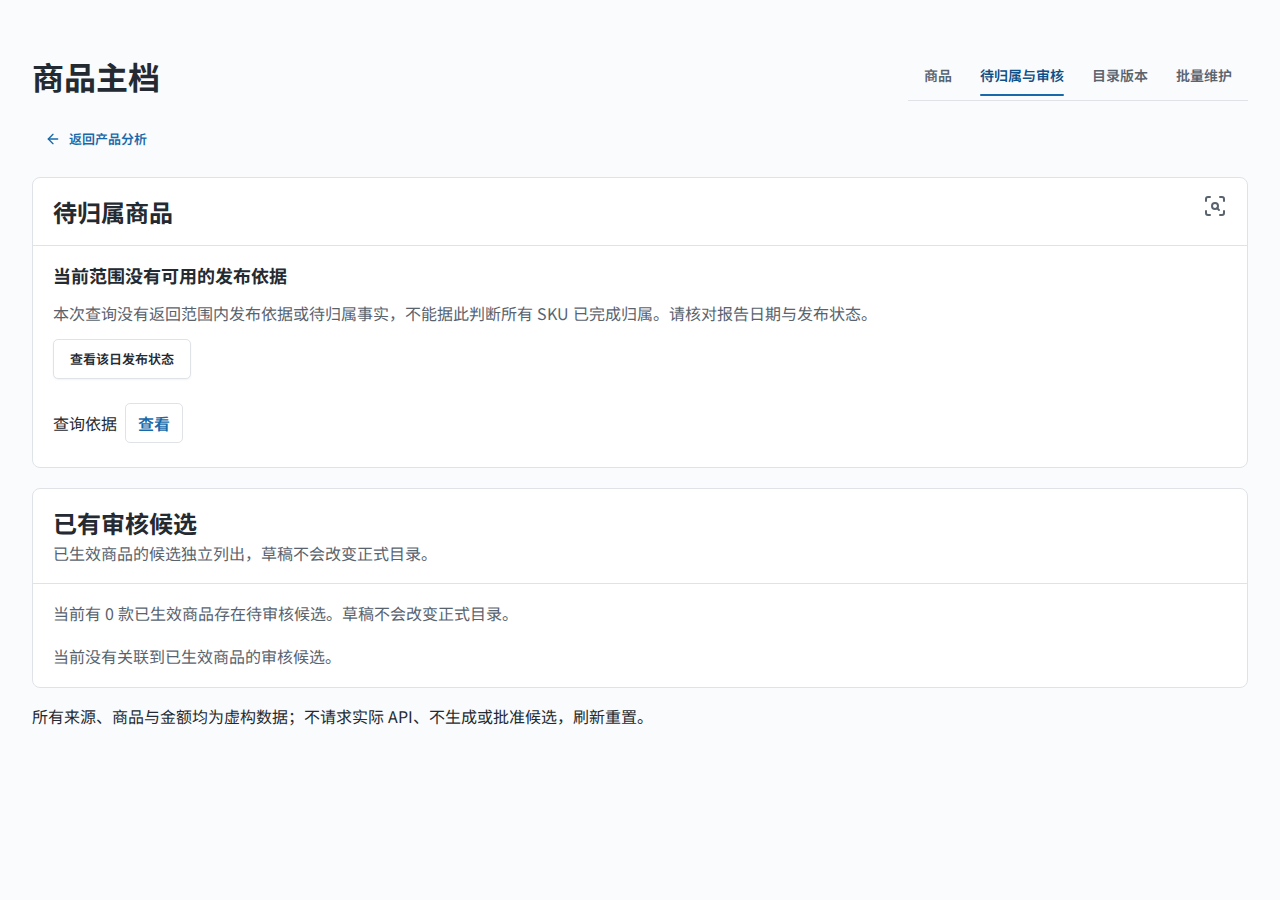 商品主档
商品 待归属与审核 目录版本 批量维护
返回产品分析
待归属商品
当前范围没有可用的发布依据
本次查询没有返回范围内发布依据或待归属事实，不能据此判断所有 SKU 已完成归属。请核对报告日期与发布状态。
查看该日发布状态
查询依据 查看
已有审核候选
已生效商品的候选独立列出，草稿不会改变正式目录。
当前有 0 款已生效商品存在待审核候选。草稿不会改变正式目录。
当前没有关联到已生效商品的审核候选。
所有来源、商品与金额均为虚构数据；不请求实际 API、不生成或批准候选，刷新重置。